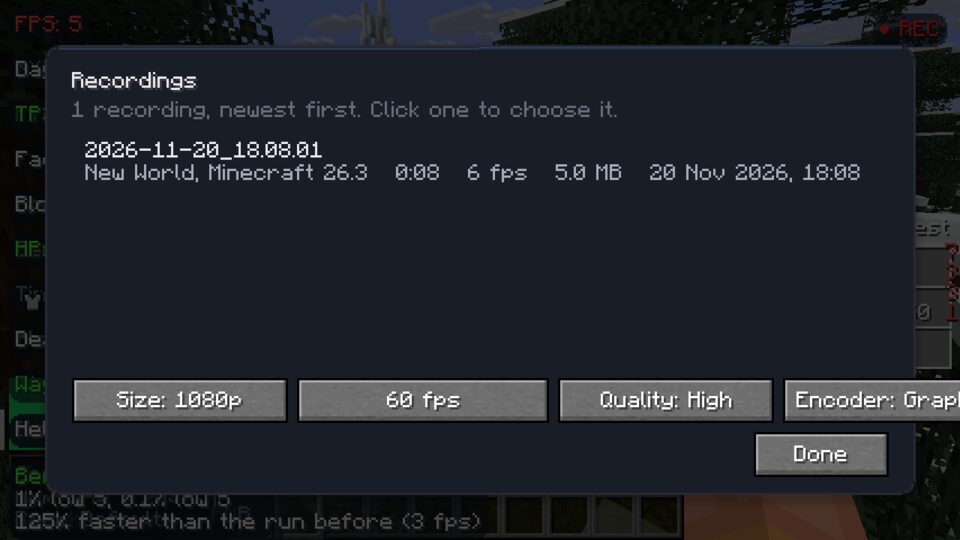 FPS: 5
REC
Recordings
1 recording, newest first. Click one to choose it.
2026-11-20_18.08.01
New World, Minecraft 26.3 0:08 6 fps 5.0 MB 20 Nov 2026, 18:08
Size: 1080p
60 fps
Quality: High
Encoder: Grap
Done
1% low 5, 0.1% low 5
125% faster than the run before (3 fps)